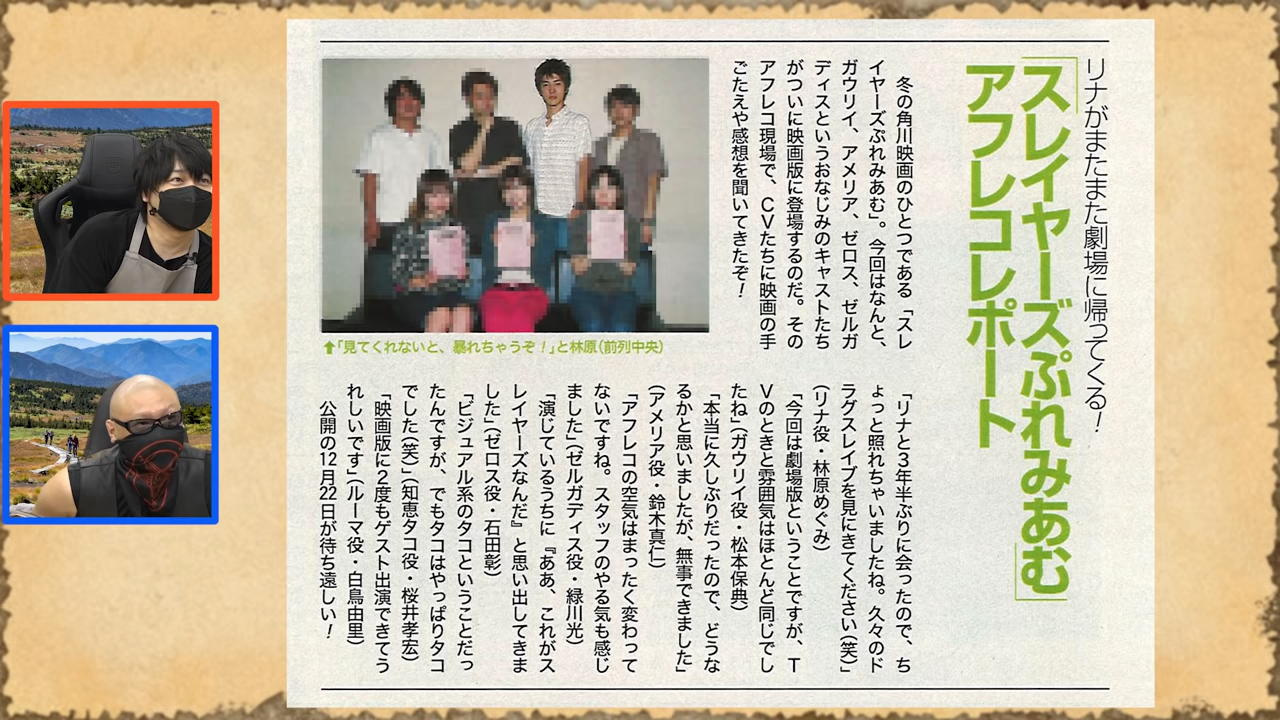 リナがまたまた劇場に帰ってくる!
「スレイヤーズぷれみあむ」
アフレコレポート
冬の角川映画のひとつである「スレ
イヤーズぷれみあむ」。今回はなんと、
ガウリイ、アメリア、ゼロス、ゼルガ
ディスというおなじみのキャストたち
がついに映画版に登場するのだ。その
アフレコ現場で、CVたちに映画の手
ごたえや感想を聞いてきたぞ!
⬆「見てくれないと、暴れちゃうぞ!」と林原(前列中央)
「リナと3年半ぶりに会ったので、ち
ょっと照れちゃいましたね。久々のド
ラグスレイブを見にきてください(笑)」
(リナ役・林原めぐみ)
「今回は劇場版ということですが、T
Vのときと雰囲気はほとんど同じでし
たね」(ガウリイ役・松本保典)
「本当に久しぶりだったので、どうな
るかと思いましたが、無事できました」
(アメリア役・鈴木真仁)
「アフレコの空気はまったく変わって
ないですね。スタッフのやる気も感じ
ました」(ゼルガディス役・緑川光)
「演じているうちに『ああ、これがス
レイヤーズなんだ』と思い出してきま
した」(ゼロス役・石田彰)
「ビジュアル系のタコということだっ
たんですが、でもタコはやっぱりタコ
でした(笑)」(知恵タコ役・桜井孝宏)
「映画版に2度もゲスト出演できてう
れしいです」(ルーマ役・白鳥由里)
公開の12月22日が待ち遠しい!